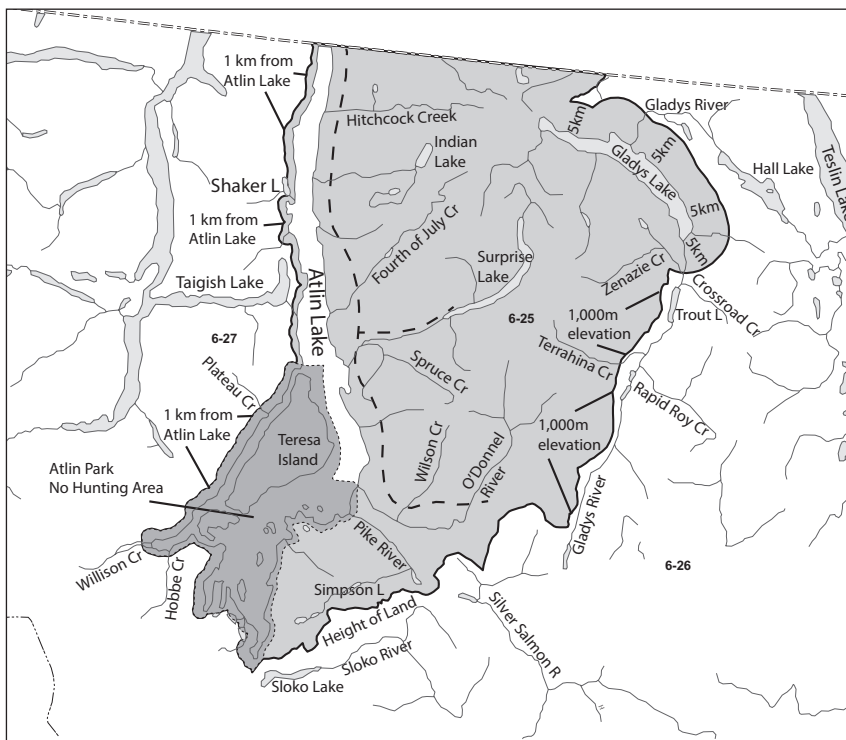 1 km from
Atlin Lake
Hitchcock Creek
Indian
Lake
5km
Gladys River
5km
Gladys Lake
Hall Lake
Teslin Lake
Shaker L
1 km from
Atlin Lake
Fourth of July Cr
5km
Surprise
Lake
5km
Zenazie Cr
Taigish Lake
Atlin Lake
Crossroad Cr
6-25
1,000m
elevation
Trout L
6-27
Terrahina Cr
Spruce Cr
Plateau Cr
Rapid Roy Cr
1 km from
Atlin Lake
1,000m
elevation
Teresa
Island
Wilson Cr
O'Donnel
River
Atlin Park
No Hunting Area
Gladys River
Pike River
Willison Cr
Hobbe Cr
6-26
Simpson L
Height of Land
Silver Salmon R
Sloko River
Sloko Lake